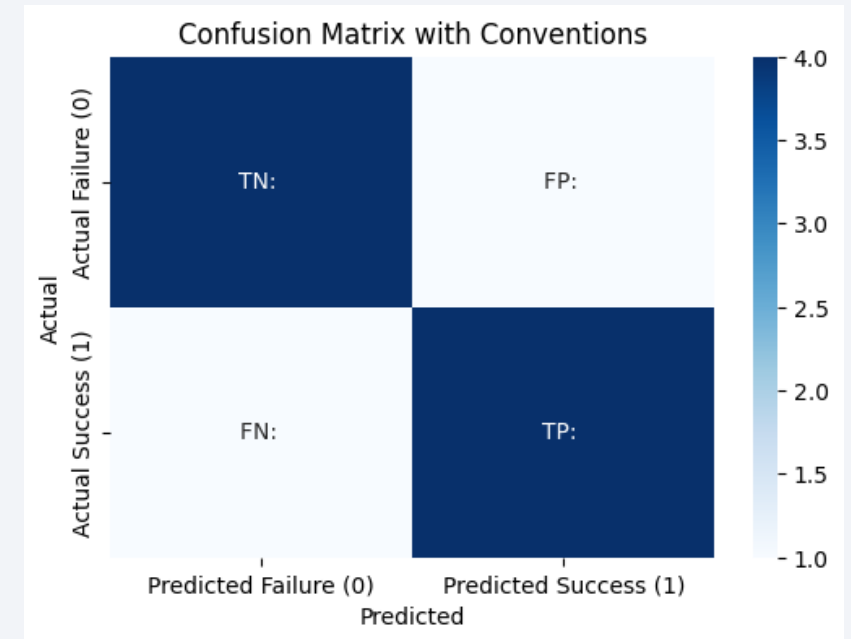 Confusion Matrix with Conventions
Actual
Actual Failure (0)
Actual Success (1)
TN:
FP:
FN:
TP:
4.0
3.5
3.0
2.5
2.0
1.5
1.0
Predicted Failure (0)
Predicted Success (1)
Predicted